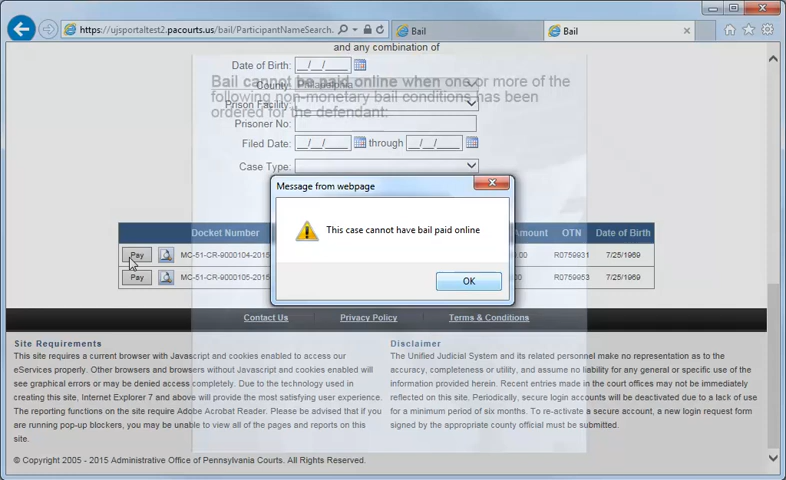 https://ujsportaltest2.pacourts.us/bail/ParticipantNameSearch.
Bail
Bail
and any combination of
Date of Birth: __/__/____
Bail cannot be paid online when one or more of the
County: Philadelphia
following non-monetary bail conditions has been
Prison Facility:
ordered for the defendant:
Prisoner No:
Filed Date: __/__/____ through __/__/____
Case Type:
Message from webpage
This case cannot have bail paid online
OK
Docket Number Amount OTN Date of Birth
Pay MC-51-CR-9000104-2015 .00 R0759931 7/25/1969
Pay MC-51-CR-9000105-2015 R0759953 7/25/1969
Contact Us Privacy Policy Terms & Conditions
Site Requirements
This site requires a current browser with Javascript and cookies enabled to access our
eServices properly. Other browsers and browsers without Javascript and cookies enabled will
see graphical errors or may be denied access completely. Due to the technology used in
creating this site, Internet Explorer 7 and above will provide the most satisfying user experience.
The reporting functions on the site require Adobe Acrobat Reader. Please be advised that if you
are running pop-up blockers, you may be unable to view all of the pages and reports on this
site.
Disclaimer
The Unified Judicial System and its related personnel make no representation as to the
accuracy, completeness or utility, and assume no liability for any general or specific use of the
information provided herein. Recent entries made in the court offices may not be immediately
reflected on this site. Periodically, secure login accounts will be deactivated due to a lack of use
for a minimum period of six months. To re-activate a secure account, a new login request form
signed by the appropriate county official must be submitted.
© Copyright 2005 - 2015 Administrative Office of Pennsylvania Courts. All Rights Reserved.